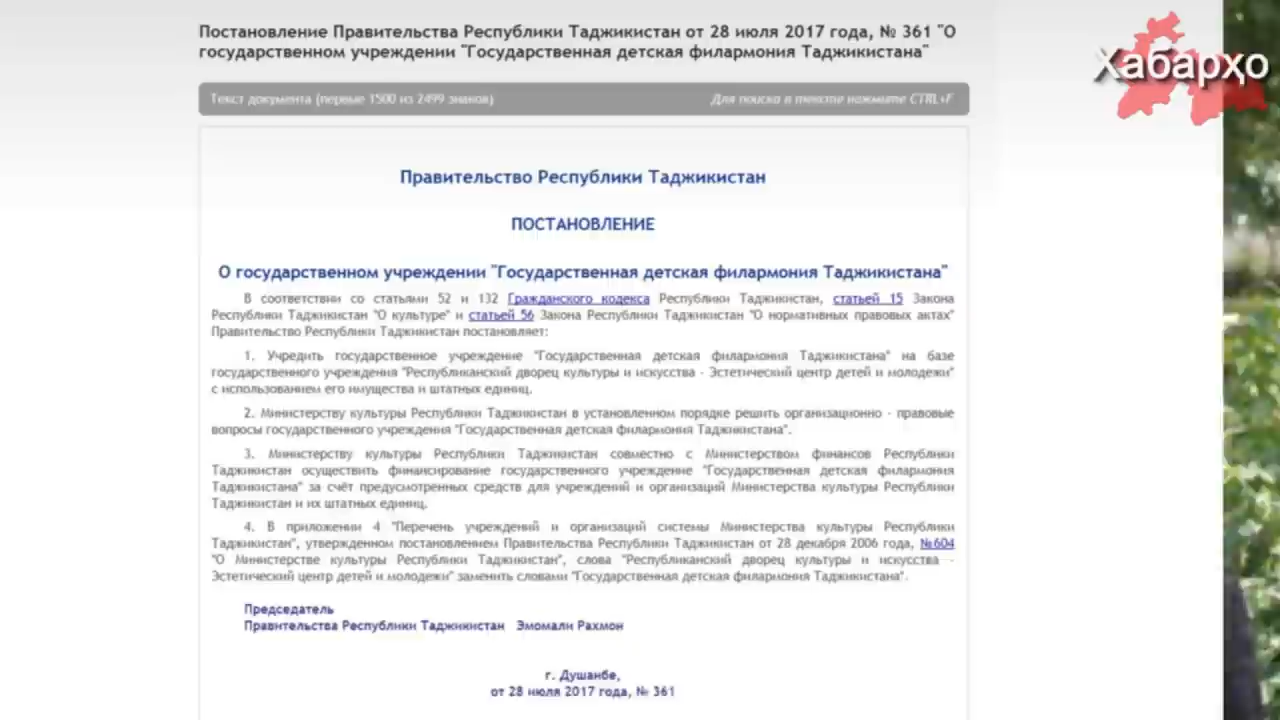 Постановление Правительства Республики Таджикистан от 28 июля 2017 года, № 361 "О
государственном учреждении "Государственная детская филармония Таджикистана"
Хабарҳо
Текст документа (первые 1500 из 2499 знаков) Для поиска в тексте нажмите CTRL+F
Правительство Республики Таджикистан
ПОСТАНОВЛЕНИЕ
О государственном учреждении "Государственная детская филармония Таджикистана"
В соответствии со статьями 52 и 132 Гражданского кодекса Республики Таджикистан, статьей 15 Закона
Республики Таджикистан "О культуре" и статьей 56 Закона Республики Таджикистан "О нормативных правовых актах"
Правительство Республики Таджикистан постановляет:
1. Учредить государственное учреждение "Государственная детская филармония Таджикистана" на базе
государственного учреждения "Республиканский дворец культуры и искусства - Эстетический центр детей и молодежи"
с использованием его имущества и штатных единиц.
2. Министерству культуры Республики Таджикистан в установленном порядке решить организационно - правовые
вопросы государственного учреждения "Государственная детская филармония Таджикистана".
3. Министерству культуры Республики Таджикистан совместно с Министерством финансов Республики
Таджикистан осуществить финансирование государственного учреждение "Государственная детская филармония
Таджикистана" за счёт предусмотренных средств для учреждений и организаций Министерства культуры Республики
Таджикистан и их штатных единиц.
4. В приложении 4 "Перечень учреждений и организаций системы Министерства культуры Республики
Таджикистан", утвержденном постановлением Правительства Республики Таджикистан от 28 декабря 2006 года, №604
"О Министерстве культуры Республики Таджикистан", слова "Республиканский дворец культуры и искусства -
Эстетический центр детей и молодежи" заменить словами "Государственная детская филармония Таджикистана".
Председатель
Правительства Республики Таджикистан Эмомали Рахмон
г. Душанбе,
от 28 июля 2017 года, № 361